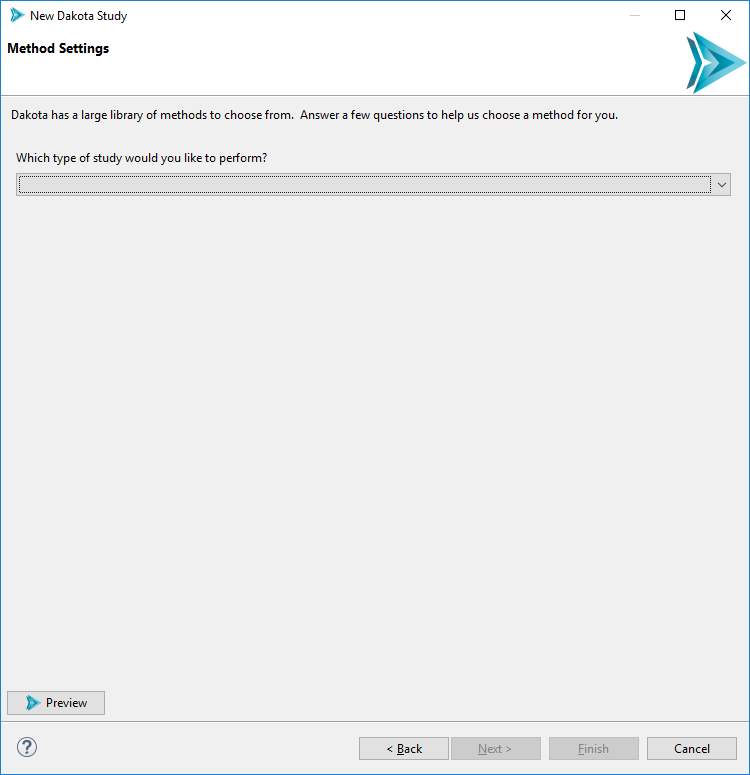 New Dakota Study
Method Settings
Dakota has a large library of methods to choose from.  Answer a few questions to help us choose a method for you.
Which type of study would you like to perform?
Preview
?
< Back
Next >
Finish
Cancel